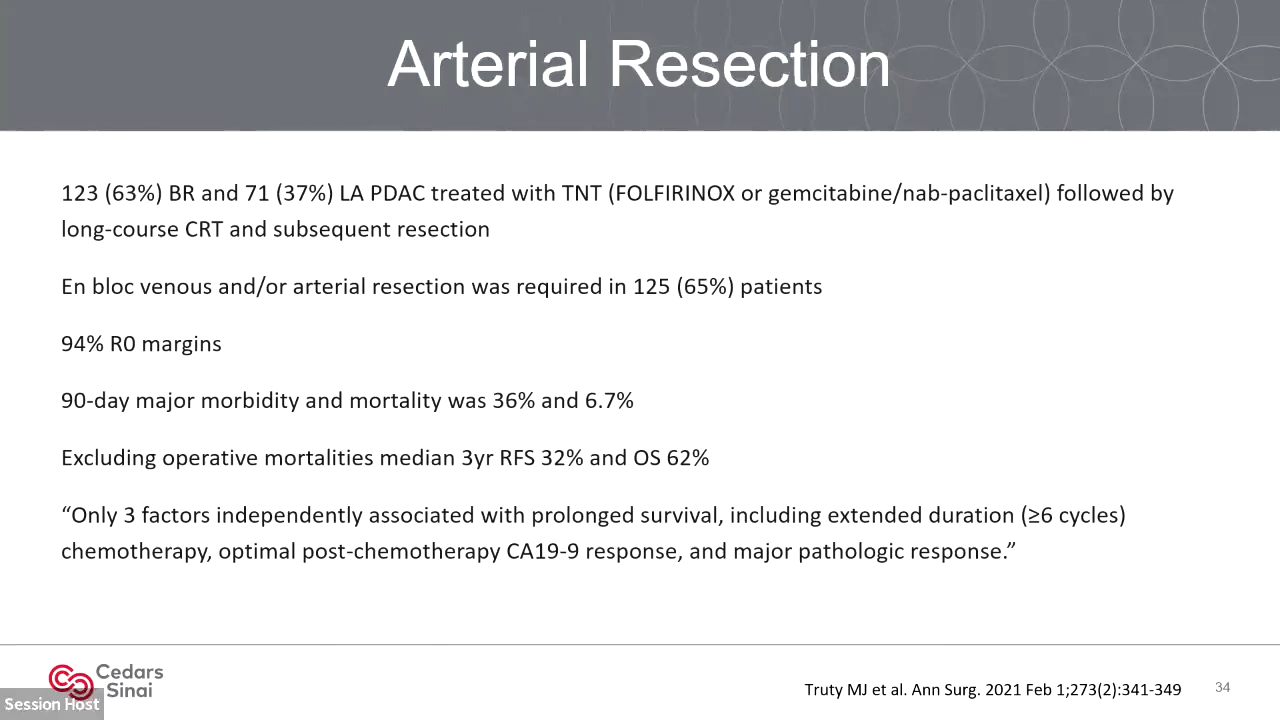 Arterial Resection
123 (63%) BR and 71 (37%) LA PDAC treated with TNT (FOLFIRINOX or gemcitabine/nab-paclitaxel) followed by
long-course CRT and subsequent resection
En bloc venous and/or arterial resection was required in 125 (65%) patients
94% R0 margins
90-day major morbidity and mortality was 36% and 6.7%
Excluding operative mortalities median 3yr RFS 32% and OS 62%
“Only 3 factors independently associated with prolonged survival, including extended duration (≥6 cycles)
chemotherapy, optimal post-chemotherapy CA19-9 response, and major pathologic response.”
Cedars
Sinai
Session Host
Truty MJ et al. Ann Surg. 2021 Feb 1;273(2):341-349
34